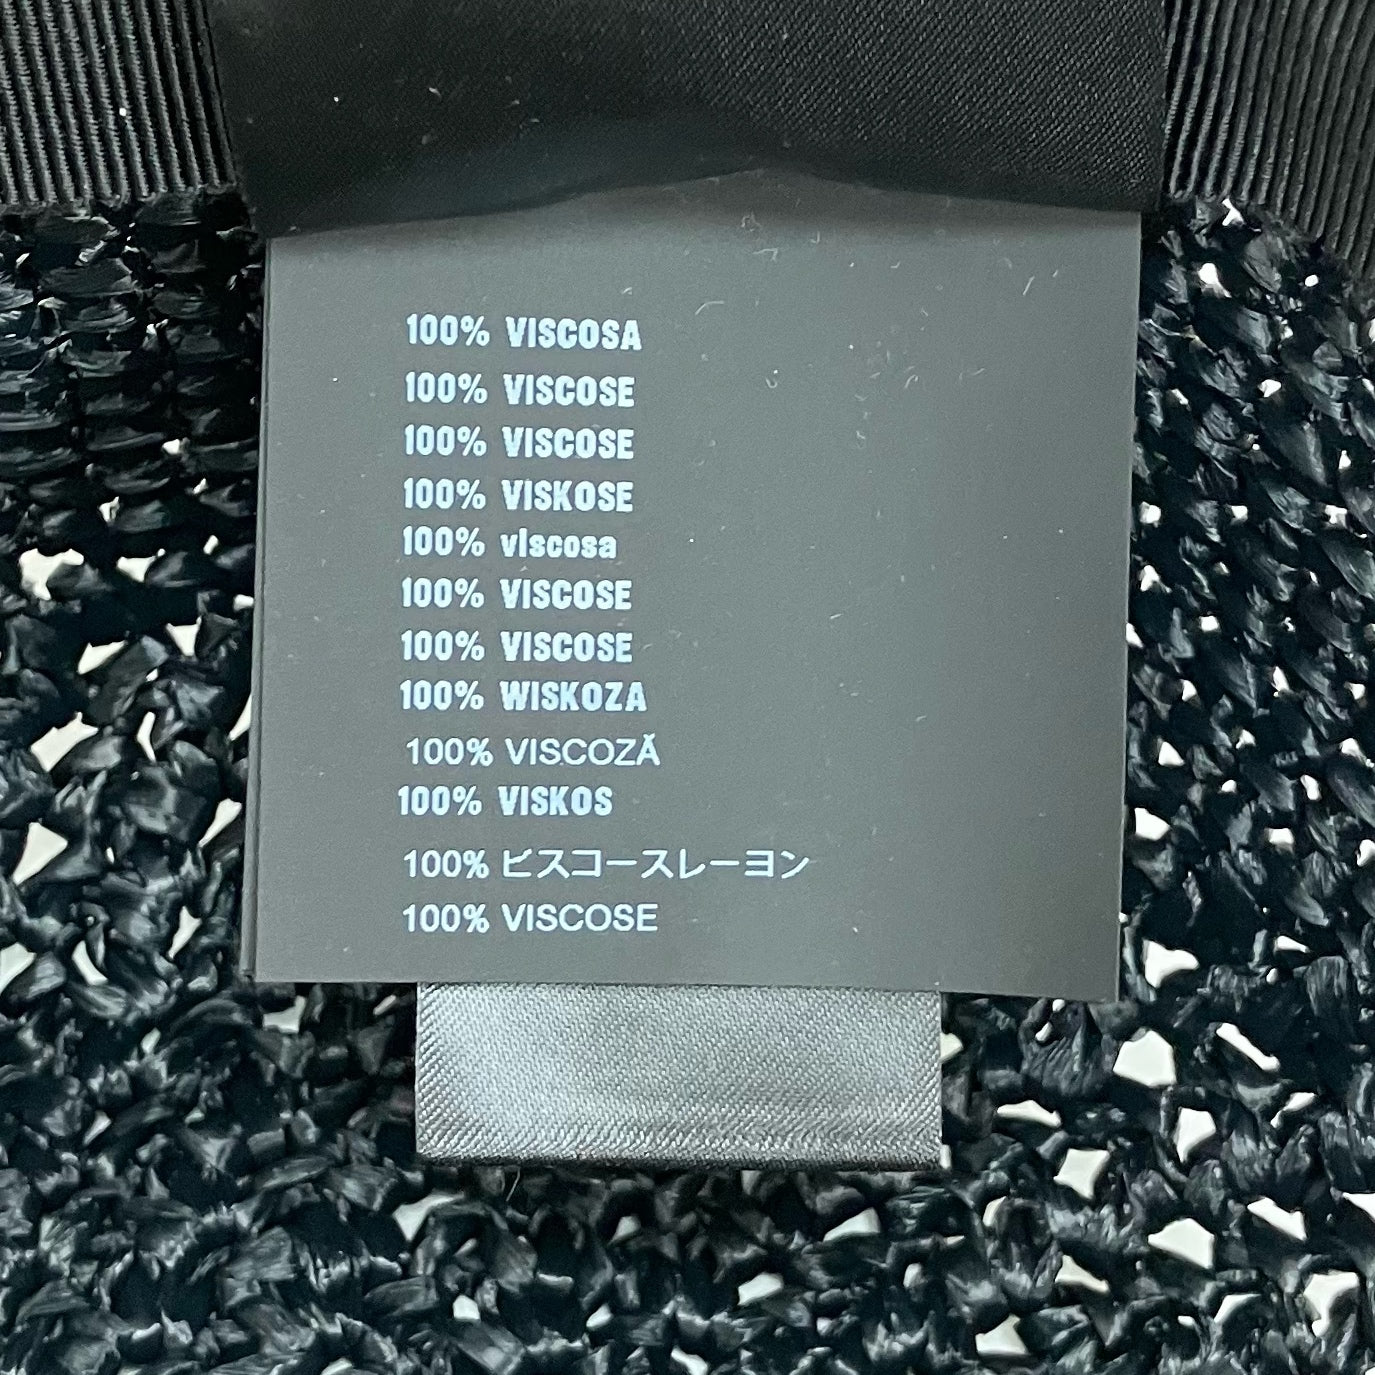 100% VISCOSA
100% VISCOSE
100% VISCOSE
100% VISKOSE
100% viscosa
100% VISCOSE
100% VISCOSE
100% WISKOZA
100% VISCOZĂ
100% VISKOS
100% ビスコースレーヨン
100% VISCOSE